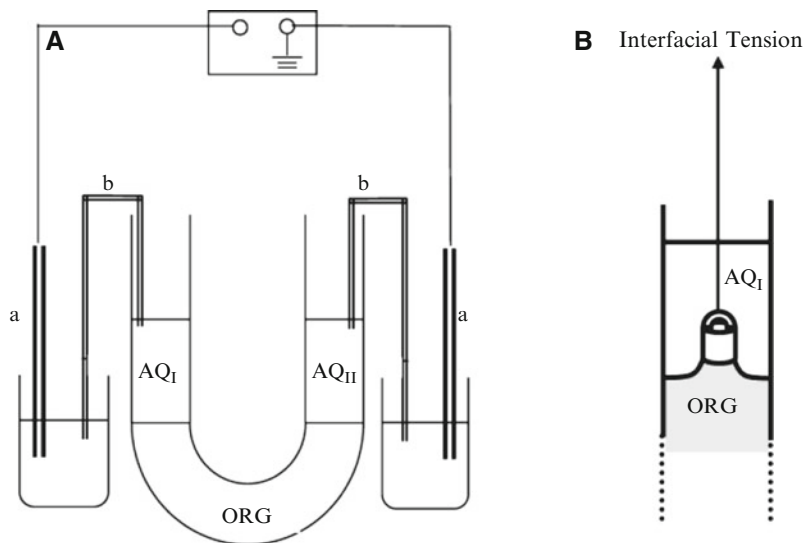 A
b
b
a
a
AQI
AQII
ORG
B Interfacial Tension
AQI
ORG